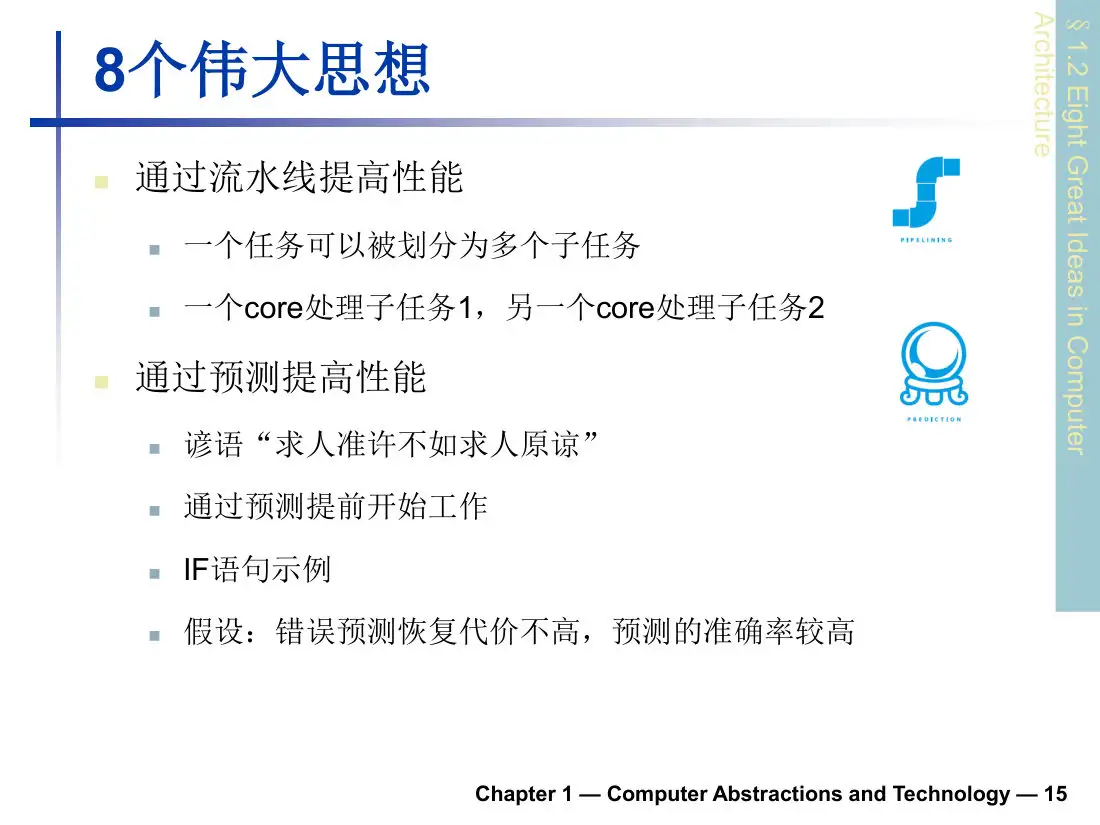 8个伟大思想
§1.2 Eight Great Ideas in Computer
Architecture
通过流水线提高性能
一个任务可以被划分为多个子任务
一个core处理子任务1，另一个core处理子任务2
PIPELINING
通过预测提高性能
PREDICTION
谚语“求人准许不如求人原谅”
通过预测提前开始工作
IF语句示例
假设：错误预测恢复代价不高，预测的准确率较高
Chapter 1 — Computer Abstractions and Technology — 15